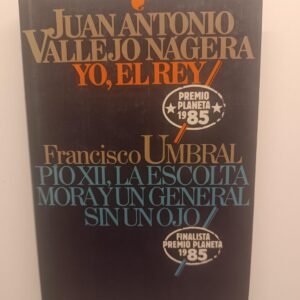 JUAN ANTONIO
VALLEJO NÁGERA
YO, EL REY/
PREMIO
PLANETA
1985
Francisco UMBRAL
PIO XII, LA ESCOLTA
MORA Y UN GENERAL
SIN UN OJO/
FINALISTA
PREMIO PLANETA
1985